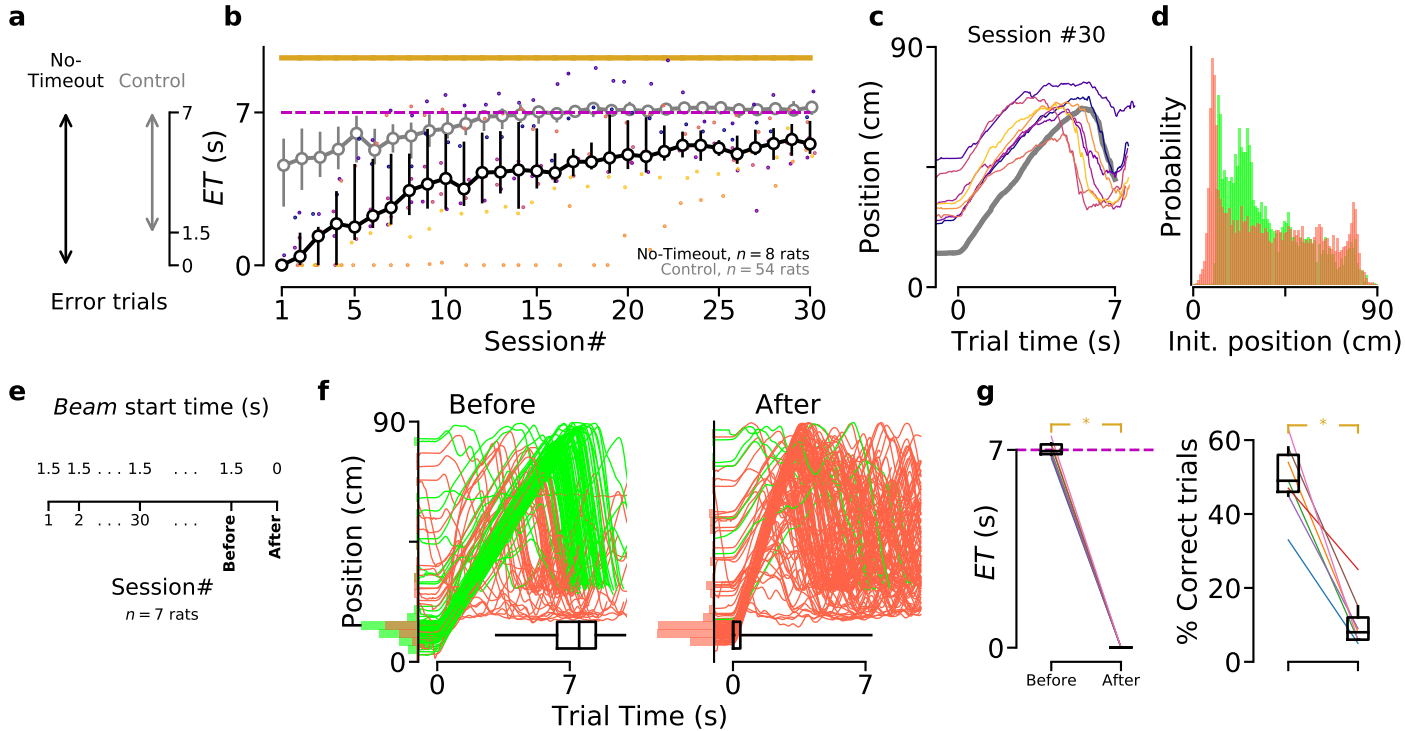 a
No-
Timeout
Control
7
1.5
0
Error trials
b
ET (s)
7
0
No-Timeout, n = 8 rats
Control, n = 54 rats
1 5 10 15 20 25 30
Session#
c
Session #30
Position (cm)
90
0
0 7
Trial time (s)
d
Probability
0 90
Init. position (cm)
e
Beam start time (s)
1.5 1.5 . . . 1.5 . . . 1.5 0
1 2 . . . 30 . . . Before After
Session#
n = 7 rats
f
Before
After
Position (cm)
90
0
0 7
0 7
Trial Time (s)
g
*
ET (s)
7
0
Before After
*
% Correct trials
60
40
20
0